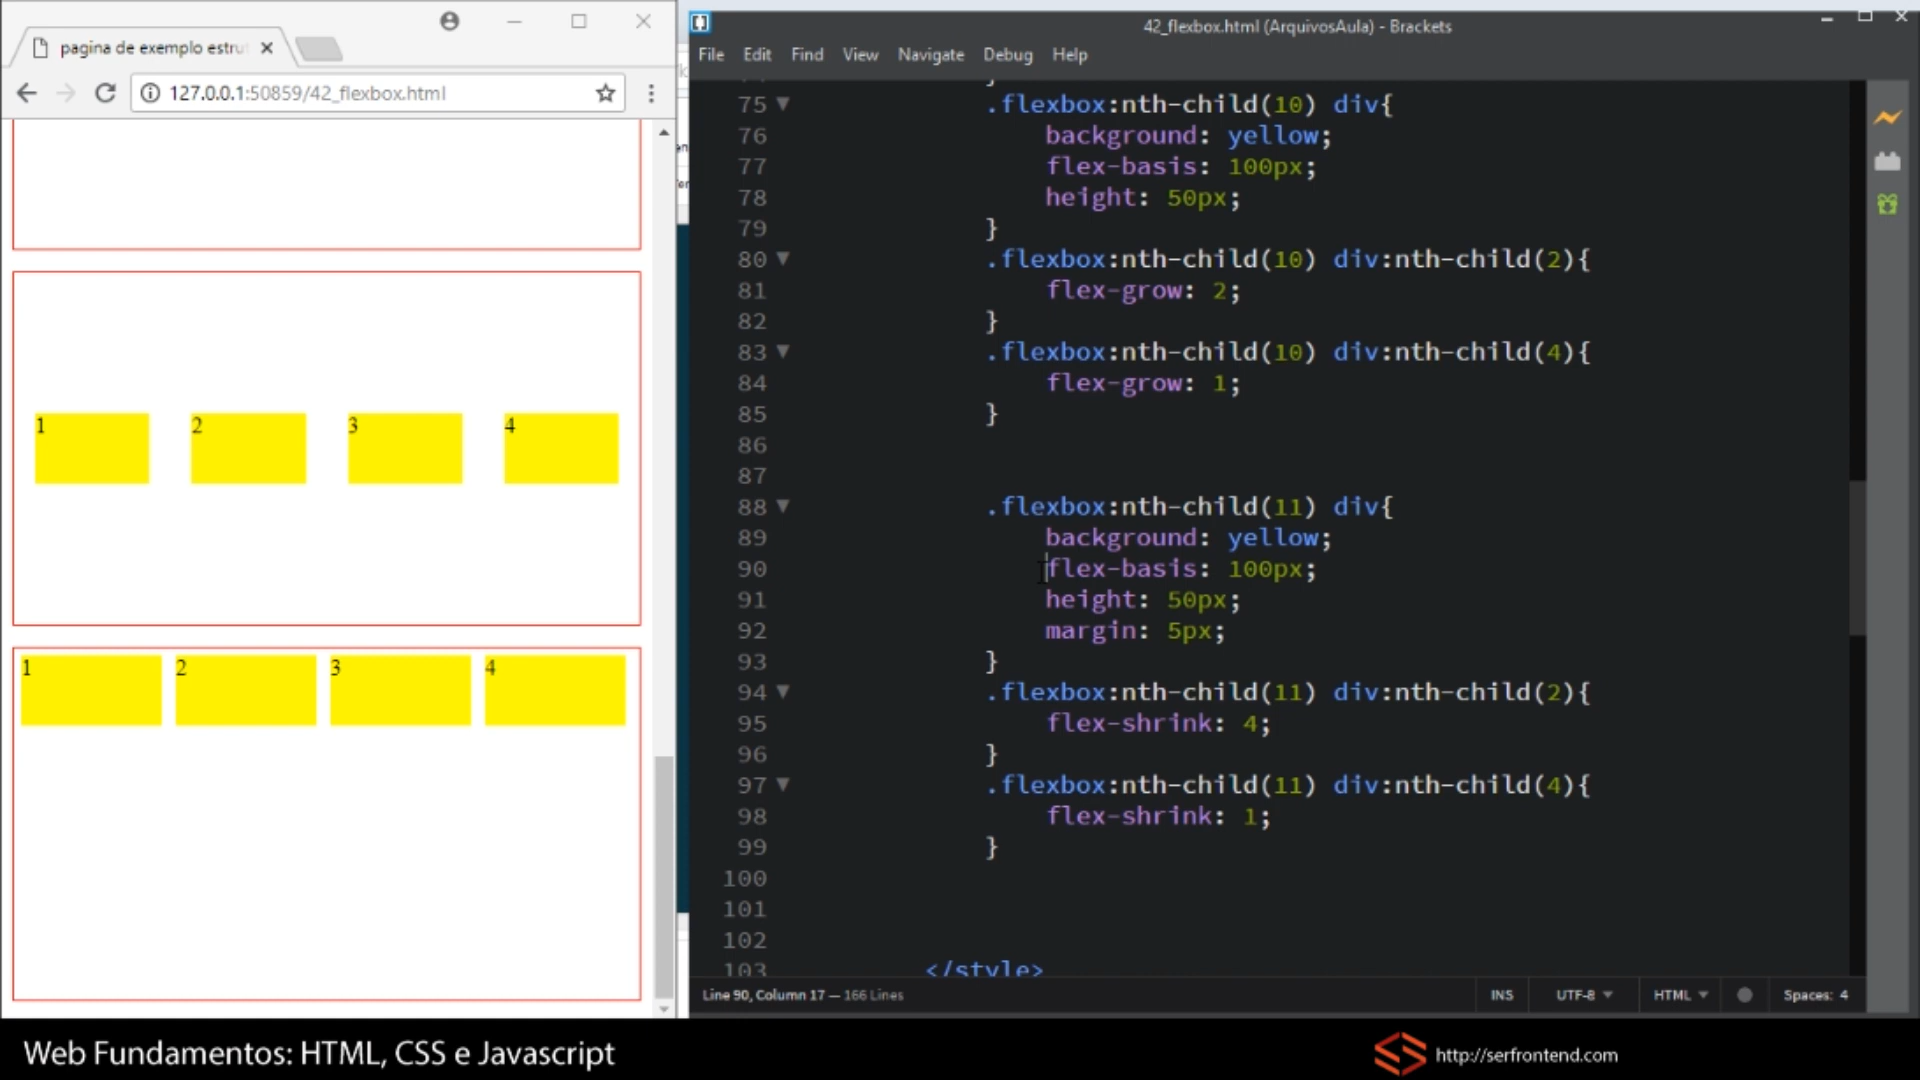 pagina de exemplo estru
127.0.0.1:50859/42_flexbox.html
1 2 3 4
1 2 3 4
42_flexbox.html (ArquivosAula) - Brackets
File Edit Find View Navigate Debug Help
}
75 .flexbox:nth-child(10) div{
76 background: yellow;
77 flex-basis: 100px;
78 height: 50px;
79 }
80 .flexbox:nth-child(10) div:nth-child(2){
81 flex-grow: 2;
82 }
83 .flexbox:nth-child(10) div:nth-child(4){
84 flex-grow: 1;
85 }
86
87
88 .flexbox:nth-child(11) div{
89 background: yellow;
90 flex-basis: 100px;
91 height: 50px;
92 margin: 5px;
93 }
94 .flexbox:nth-child(11) div:nth-child(2){
95 flex-shrink: 4;
96 }
97 .flexbox:nth-child(11) div:nth-child(4){
98 flex-shrink: 1;
99 }
100
101
102
103 </style>
Line 90, Column 17 — 166 Lines
INS UTF-8 HTML Spaces: 4
Web Fundamentos: HTML, CSS e Javascript
http://serfrontend.com